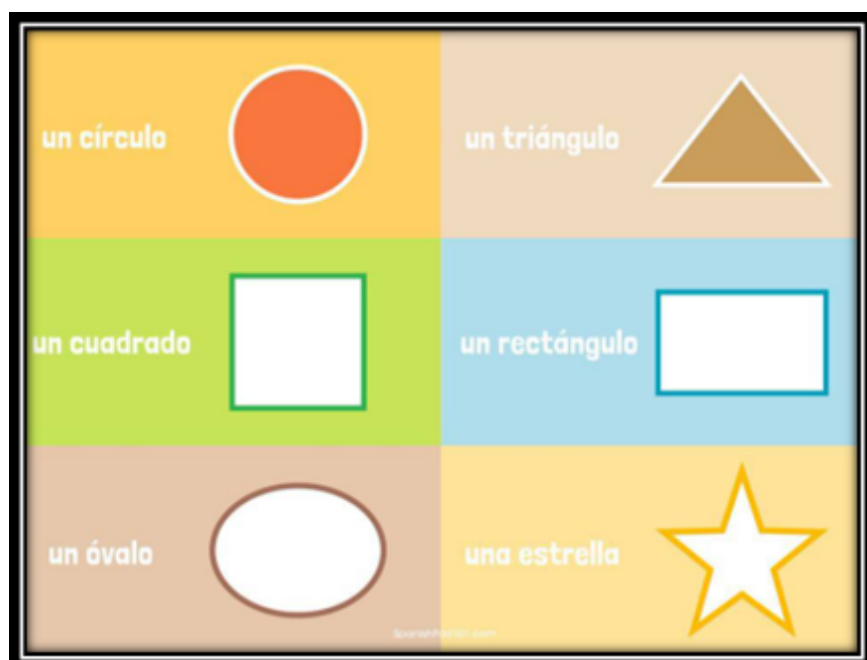 un círculo
un triángulo
un cuadrado
un rectángulo
un óvalo
una estrella